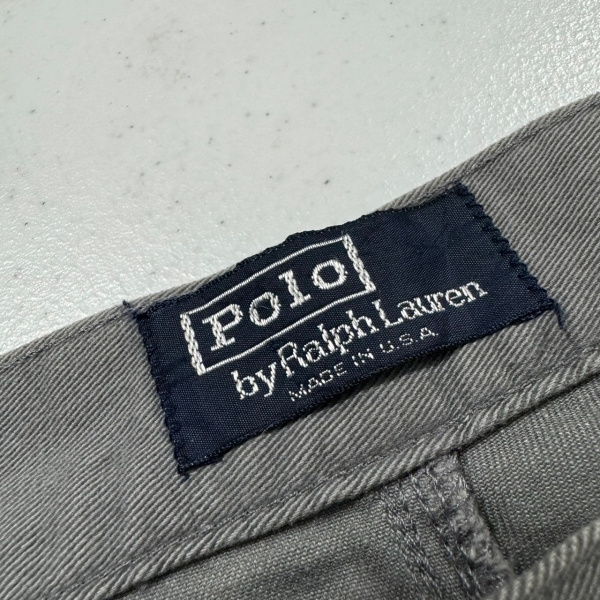 Polo
by Ralph Lauren
MADE IN U.S.A.